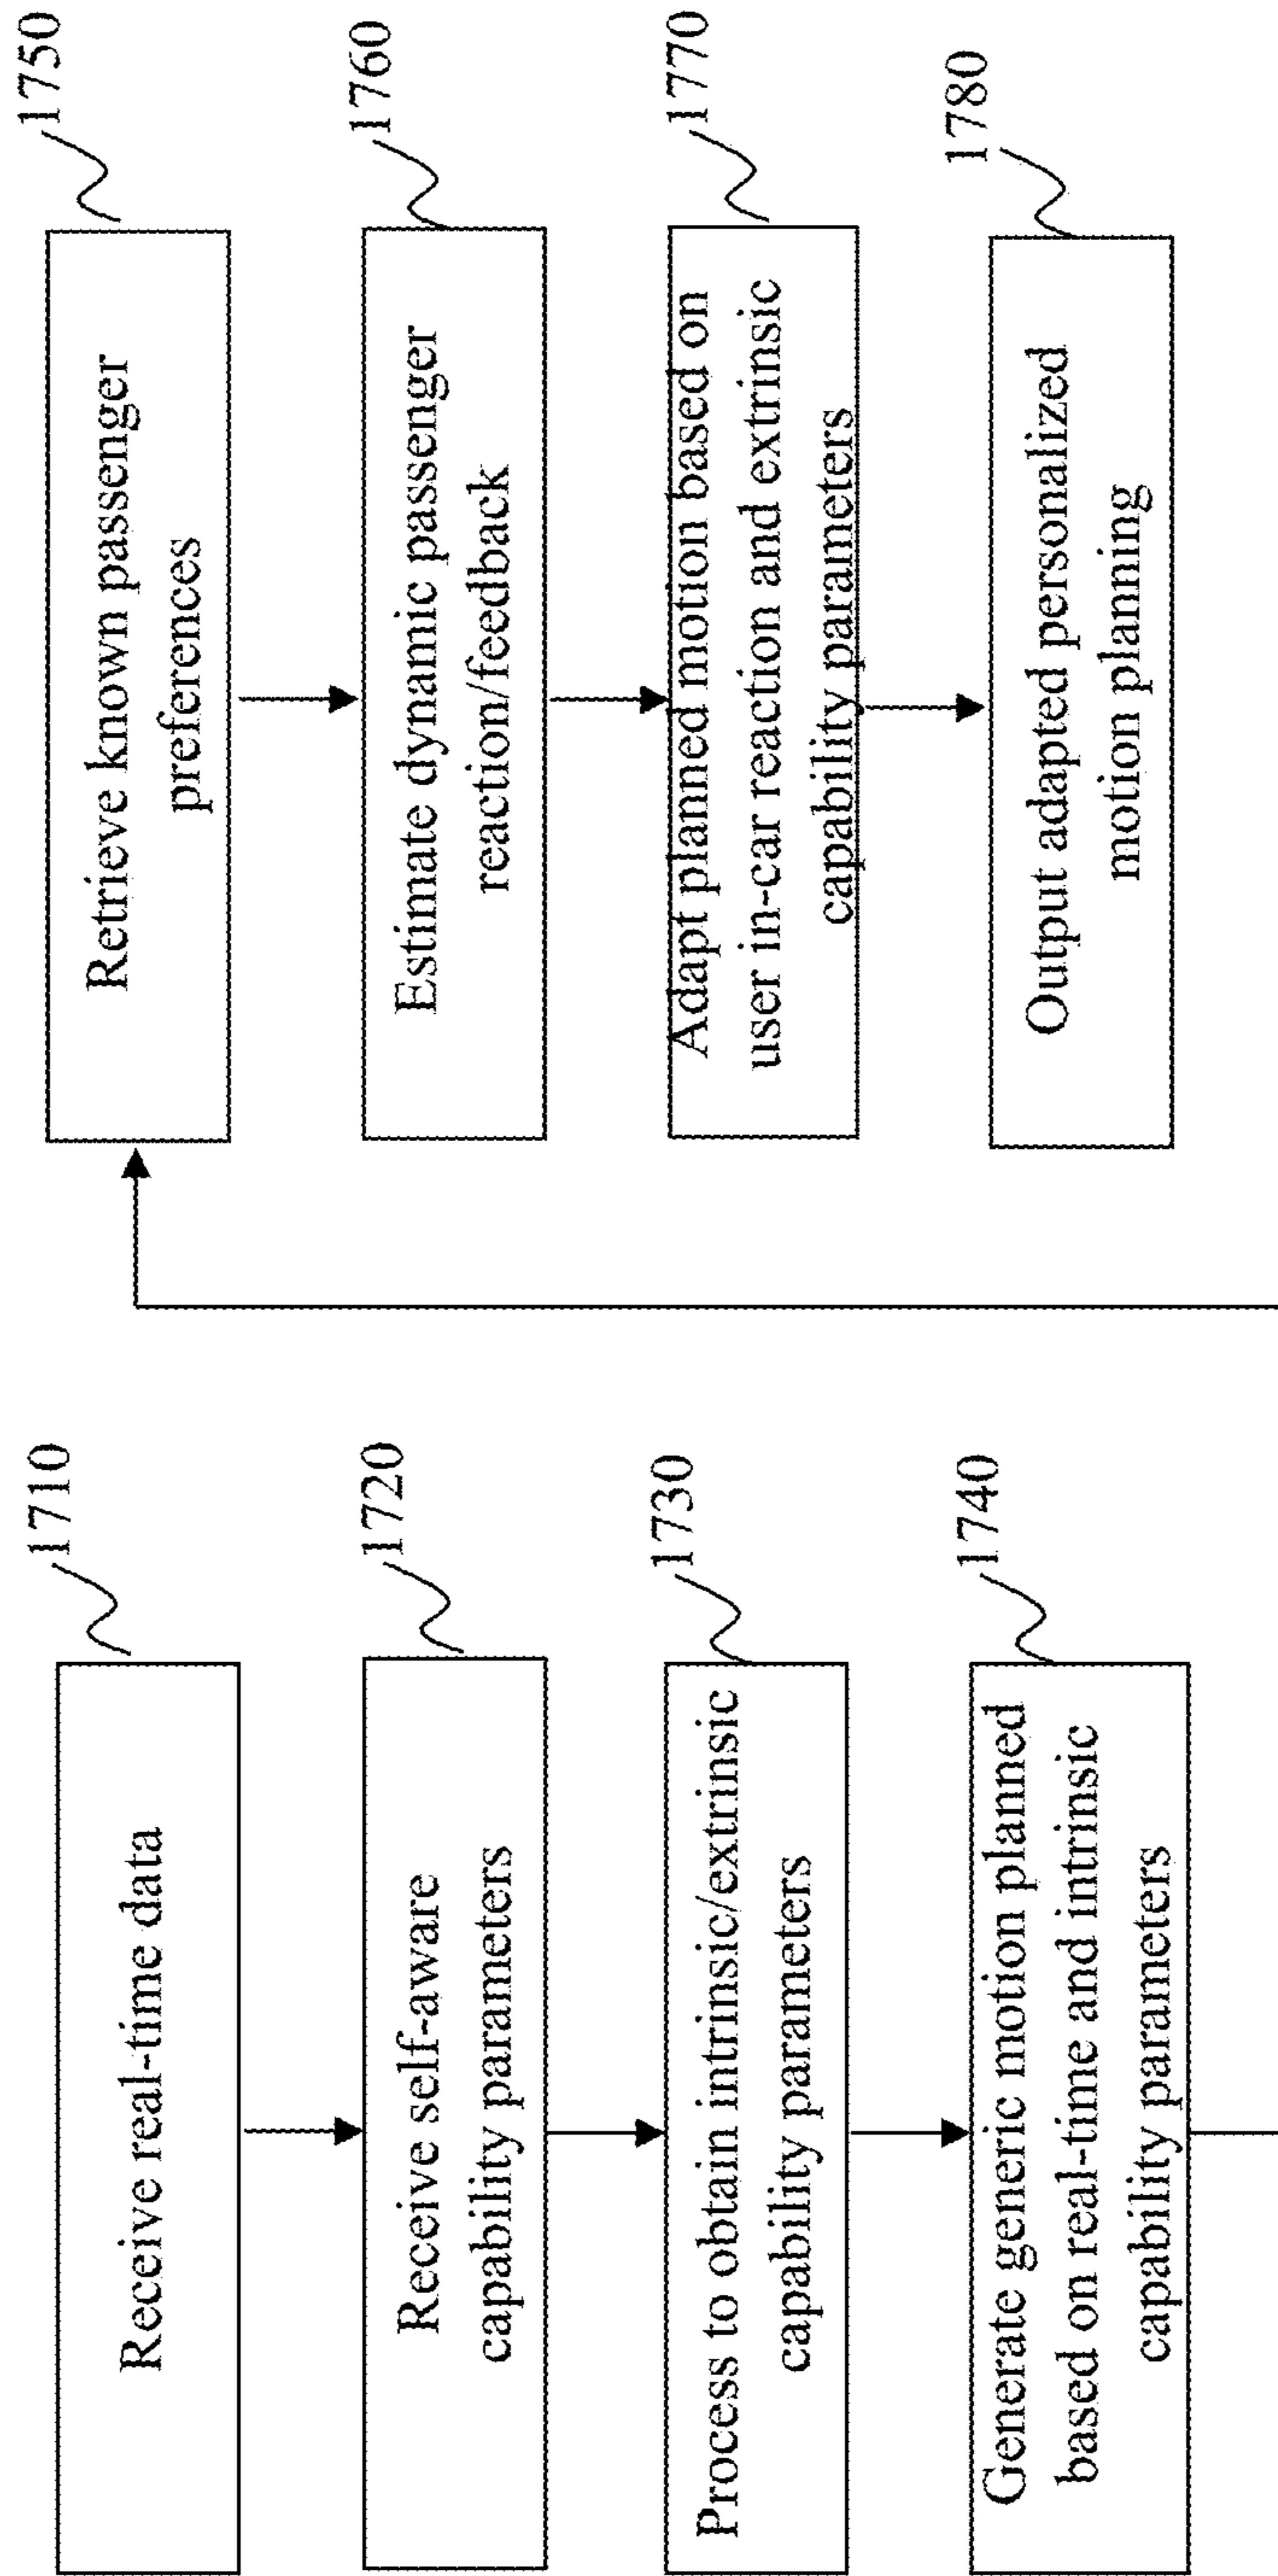 1710
Receive real-time data
1720
Receive self-aware
capability parameters
1730
Process to obtain intrinsic/extrinsic
capability parameters
1740
Generate generic motion planned
based on real-time and intrinsic
capability parameters
1750
Retrieve known passenger
preferences
1760
Estimate dynamic passenger
reaction/feedback
1770
Adapt planned motion based on
user in-car reaction and extrinsic
capability parameters
1780
Output adapted personalized
motion planning